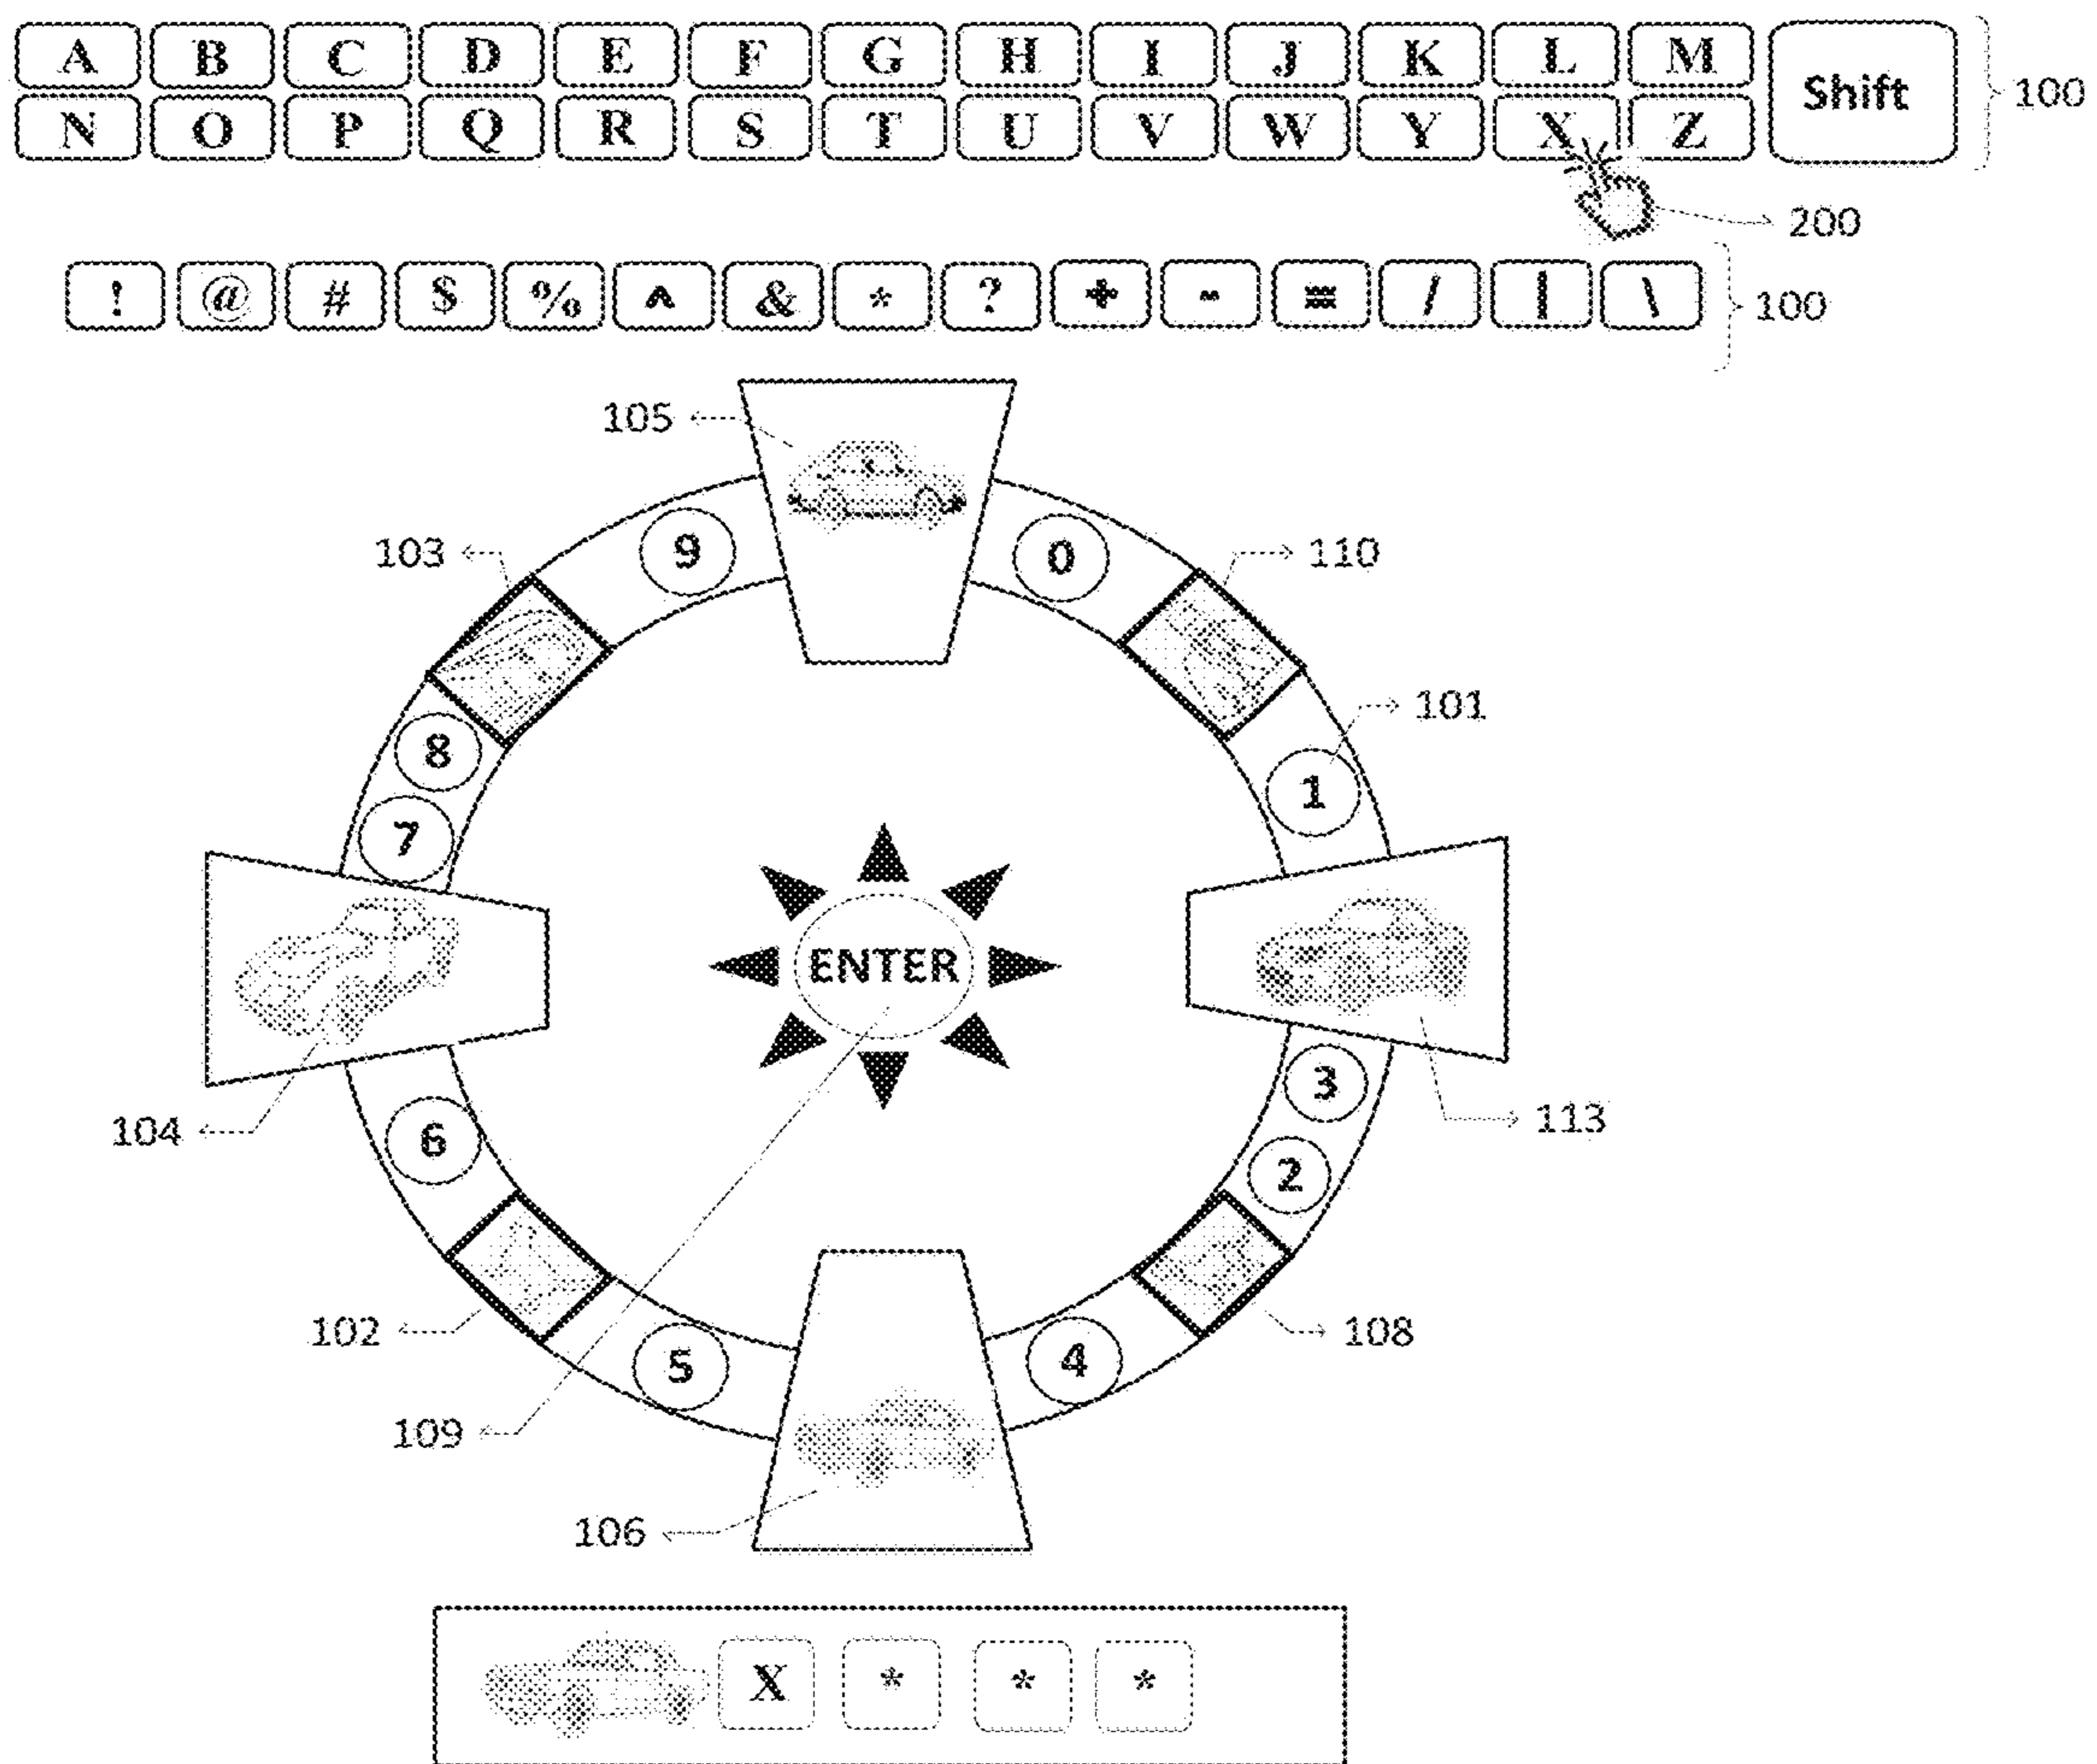 A B C D E F G H I J K L M Shift 100
N O P Q R S T U V W Y X Z
200
! @ # $ % ^ & * ? + - = / | \ 100
105
103 9 0 110
101
8 1
7
ENTER
3
104 6 113
2
102 5 4 108
109
106
X * * *